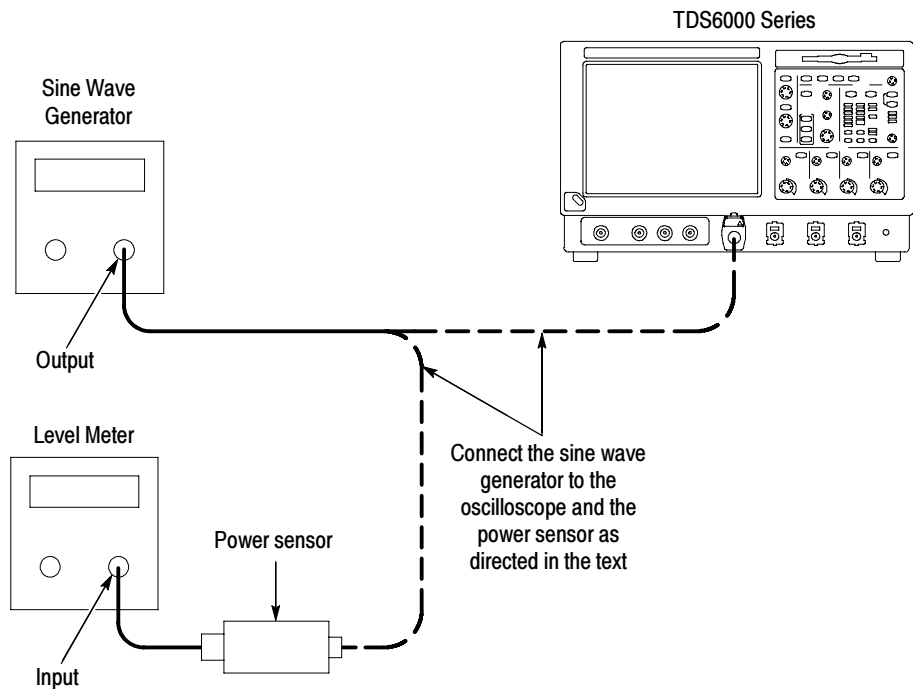 TDS6000 Series
Sine Wave
Generator
Output
Level Meter
Connect the sine wave
generator to the
oscilloscope and the
power sensor as
directed in the text
Power sensor
Input